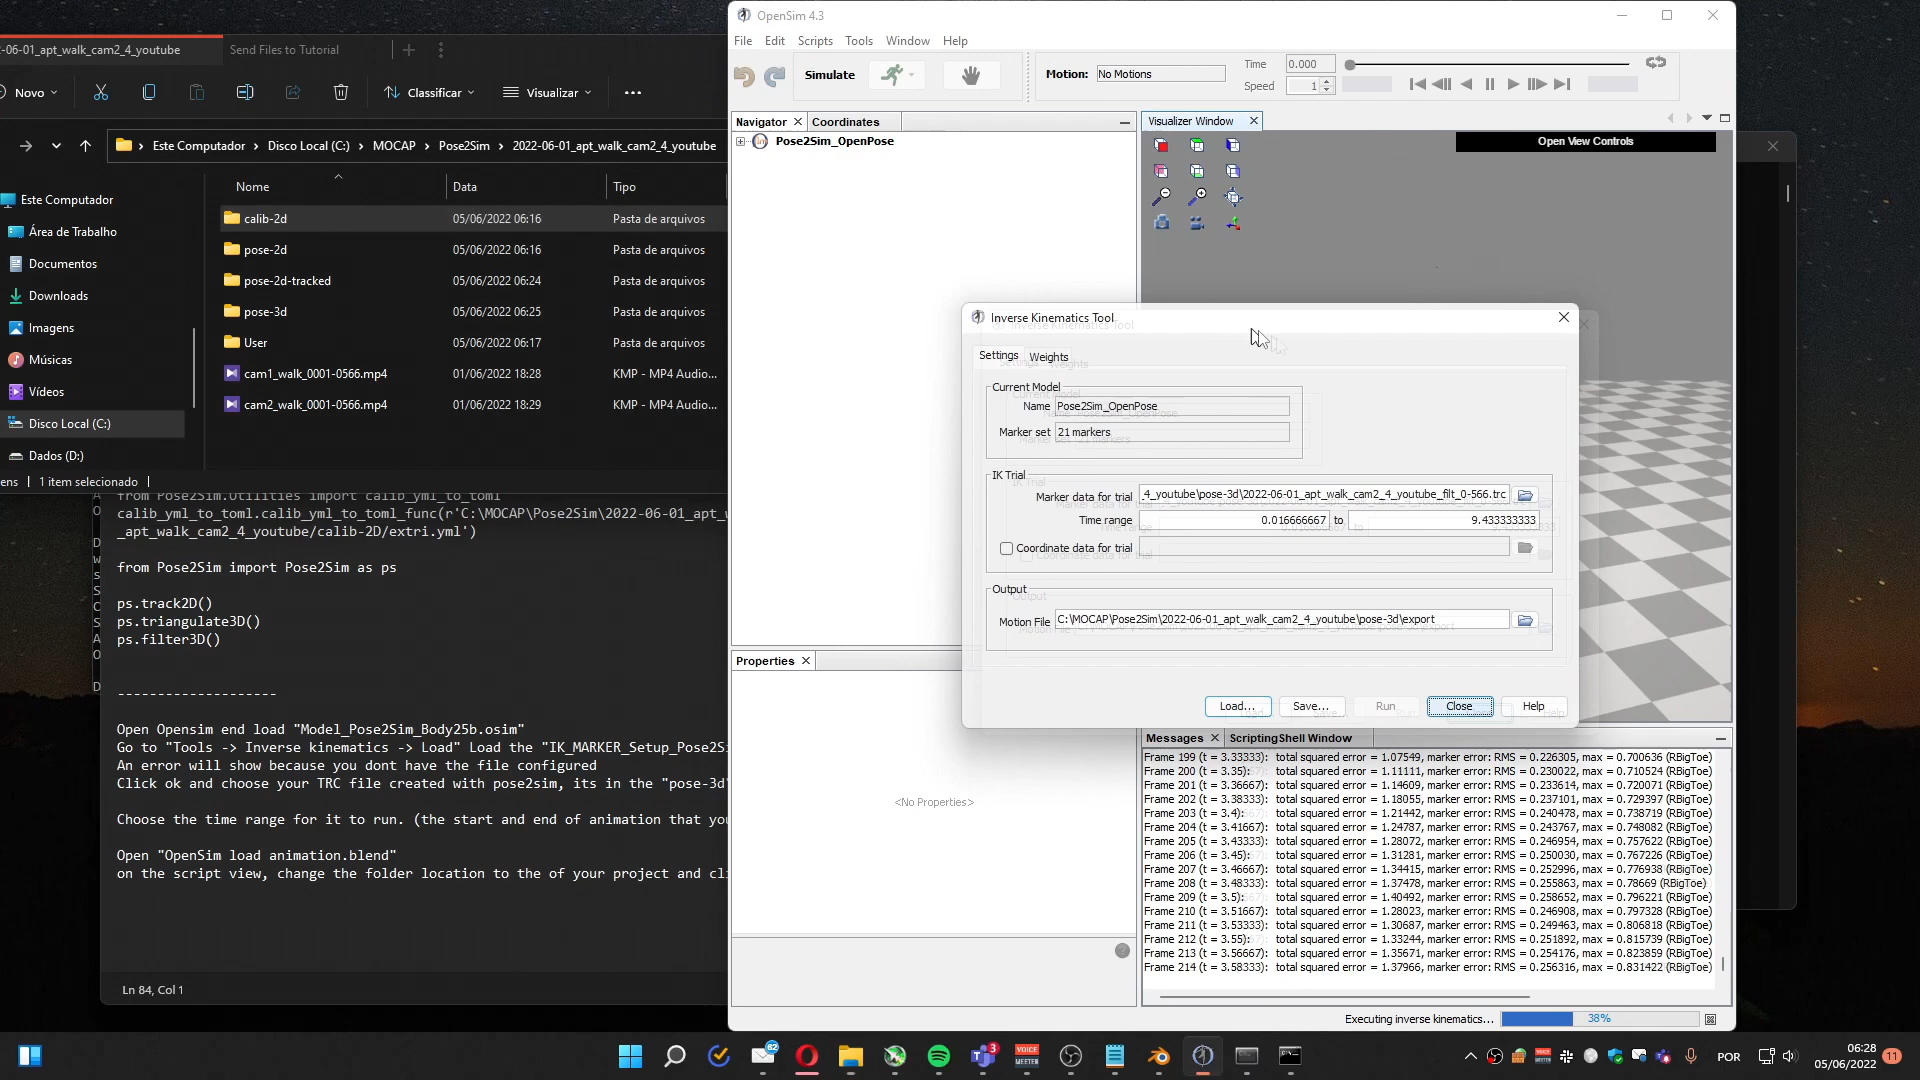 -06-01_apt_walk_cam2_4_youtube
Send Files to Tutorial
Novo
Classificar
Visualizar
Este Computador
Disco Local (C:)
MOCAP
Pose2Sim
2022-06-01_apt_walk_cam2_4_youtube
Nome
Data
Tipo
Este Computador
Área de Trabalho
Documentos
Downloads
Imagens
Músicas
Vídeos
Disco Local (C:)
Dados (D:)
calib-2d 05/06/2022 06:16 Pasta de arquivos
pose-2d 05/06/2022 06:16 Pasta de arquivos
pose-2d-tracked 05/06/2022 06:24 Pasta de arquivos
pose-3d 05/06/2022 06:25 Pasta de arquivos
User 05/06/2022 06:17 Pasta de arquivos
cam1_walk_0001-0566.mp4 01/06/2022 18:28 KMP - MP4 Audio...
cam2_walk_0001-0566.mp4 01/06/2022 18:29 KMP - MP4 Audio...
ens 1 item selecionado
from Pose2Sim.Utilities import calib_yml_to_toml
calib_yml_to_toml.calib_yml_to_toml_func(r'C:\MOCAP\Pose2Sim\2022-06-01_apt_w
_apt_walk_cam2_4_youtube/calib-2D/extri.yml')
from Pose2Sim import Pose2Sim as ps
ps.track2D()
ps.triangulate3D()
ps.filter3D()
--------------------
Open Opensim end load "Model_Pose2Sim_Body25b.osim"
Go to "Tools -> Inverse kinematics -> Load" Load the "IK_MARKER_Setup_Pose2Si
An error will show because you dont have the file configured
Click ok and choose your TRC file created with pose2sim, its in the "pose-3d"
Choose the time range for it to run. (the start and end of animation that you
Open "OpenSim load animation.blend"
on the script view, change the folder location to the of your project and cli
Ln 84, Col 1
OpenSim 4.3
File Edit Scripts Tools Window Help
Simulate
Motion: No Motions
Time 0.000
Speed 1
Navigator
Coordinates
Pose2Sim_OpenPose
Visualizer Window
Open View Controls
Inverse Kinematics Tool
Settings Weights
Current Model
Name Pose2Sim_OpenPose
Marker set 21 markers
IK Trial
Marker data for trial _4_youtube\pose-3d\2022-06-01_apt_walk_cam2_4_youtube_filt_0-566.trc
Time range 0.016666667 to 9.433333333
Coordinate data for trial
Output
Motion File C:\MOCAP\Pose2Sim\2022-06-01_apt_walk_cam2_4_youtube\pose-3d\export
Load... Save... Run Close Help
Properties
<No Properties>
Messages
ScriptingShell Window
Frame 199 (t = 3.33333): total squared error = 1.07549, marker error: RMS = 0.226305, max = 0.700636 (RBigToe)
Frame 200 (t = 3.35): total squared error = 1.11111, marker error: RMS = 0.230022, max = 0.710524 (RBigToe)
Frame 201 (t = 3.36667): total squared error = 1.14609, marker error: RMS = 0.233614, max = 0.720071 (RBigToe)
Frame 202 (t = 3.38333): total squared error = 1.18055, marker error: RMS = 0.237101, max = 0.729397 (RBigToe)
Frame 203 (t = 3.4): total squared error = 1.21442, marker error: RMS = 0.240478, max = 0.738719 (RBigToe)
Frame 204 (t = 3.41667): total squared error = 1.24787, marker error: RMS = 0.243767, max = 0.748082 (RBigToe)
Frame 205 (t = 3.43333): total squared error = 1.28072, marker error: RMS = 0.246954, max = 0.757622 (RBigToe)
Frame 206 (t = 3.45): total squared error = 1.31281, marker error: RMS = 0.250030, max = 0.767226 (RBigToe)
Frame 207 (t = 3.46667): total squared error = 1.34415, marker error: RMS = 0.252996, max = 0.776938 (RBigToe)
Frame 208 (t = 3.48333): total squared error = 1.37478, marker error: RMS = 0.255863, max = 0.78669 (RBigToe)
Frame 209 (t = 3.5): total squared error = 1.40492, marker error: RMS = 0.258652, max = 0.796221 (RBigToe)
Frame 210 (t = 3.51667): total squared error = 1.28023, marker error: RMS = 0.246908, max = 0.797328 (RBigToe)
Frame 211 (t = 3.53333): total squared error = 1.30687, marker error: RMS = 0.249463, max = 0.806818 (RBigToe)
Frame 212 (t = 3.55): total squared error = 1.33244, marker error: RMS = 0.251892, max = 0.815739 (RBigToe)
Frame 213 (t = 3.56667): total squared error = 1.35671, marker error: RMS = 0.254176, max = 0.823859 (RBigToe)
Frame 214 (t = 3.58333): total squared error = 1.37966, marker error: RMS = 0.256316, max = 0.831422 (RBigToe)
Executing inverse kinematics... 38%
62
3
VOICE MEETER
POR
06:28
05/06/2022
11